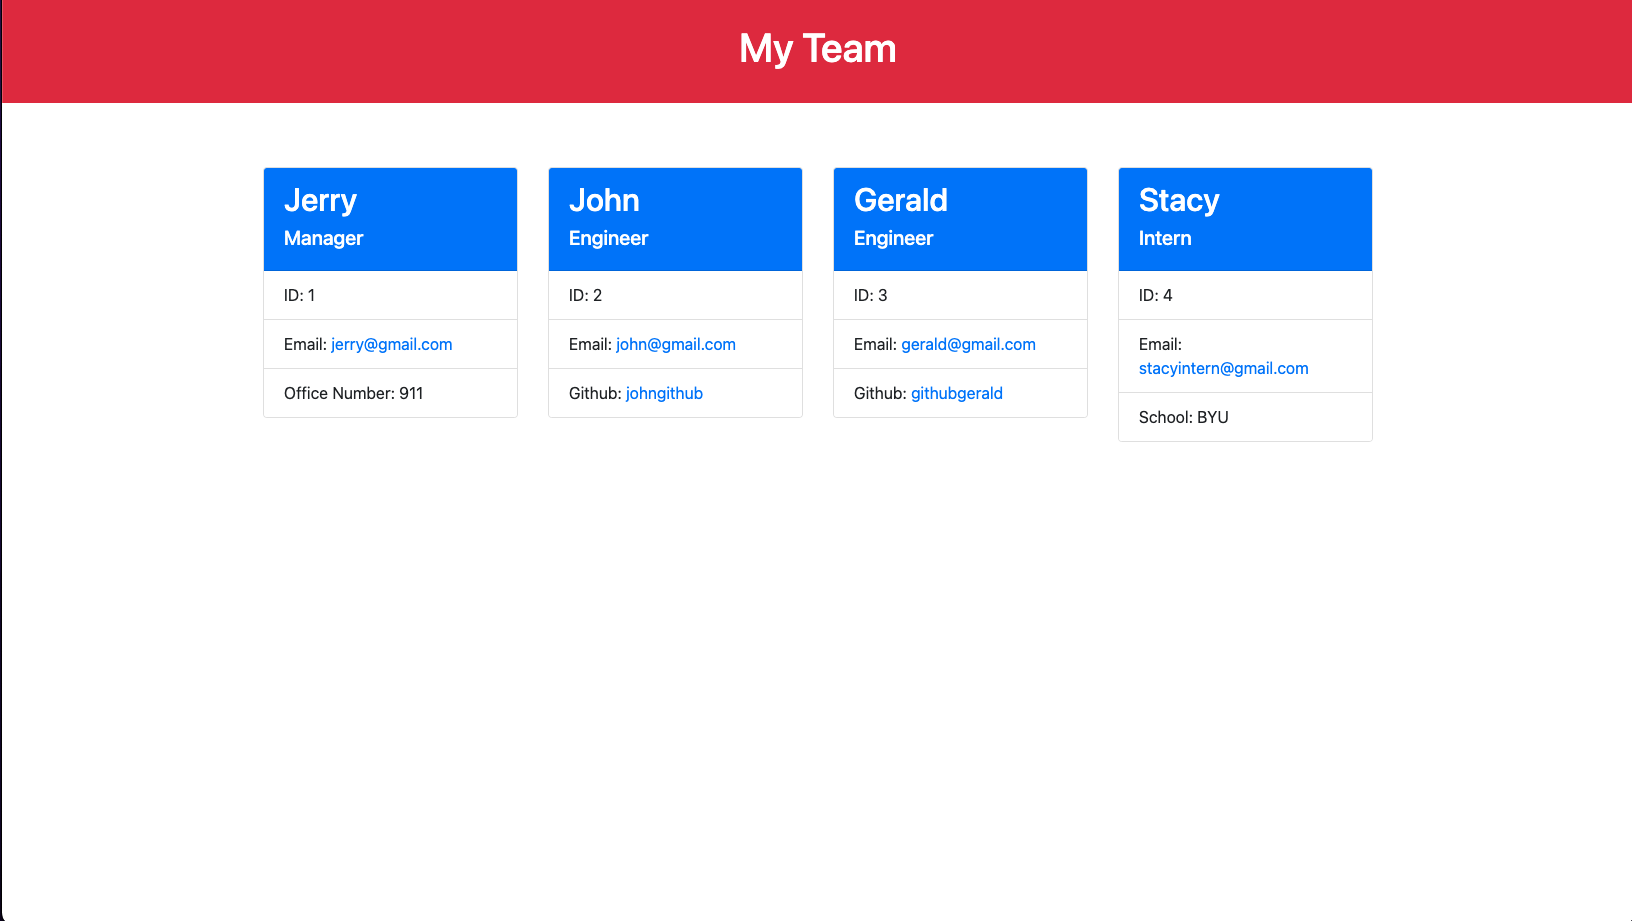 My Team
Jerry
Manager
ID: 1
Email: jerry@gmail.com
Office Number: 911
John
Engineer
ID: 2
Email: john@gmail.com
Github: johngithub
Gerald
Engineer
ID: 3
Email: gerald@gmail.com
Github: githubgerald
Stacy
Intern
ID: 4
Email:
stacyintern@gmail.com
School: BYU